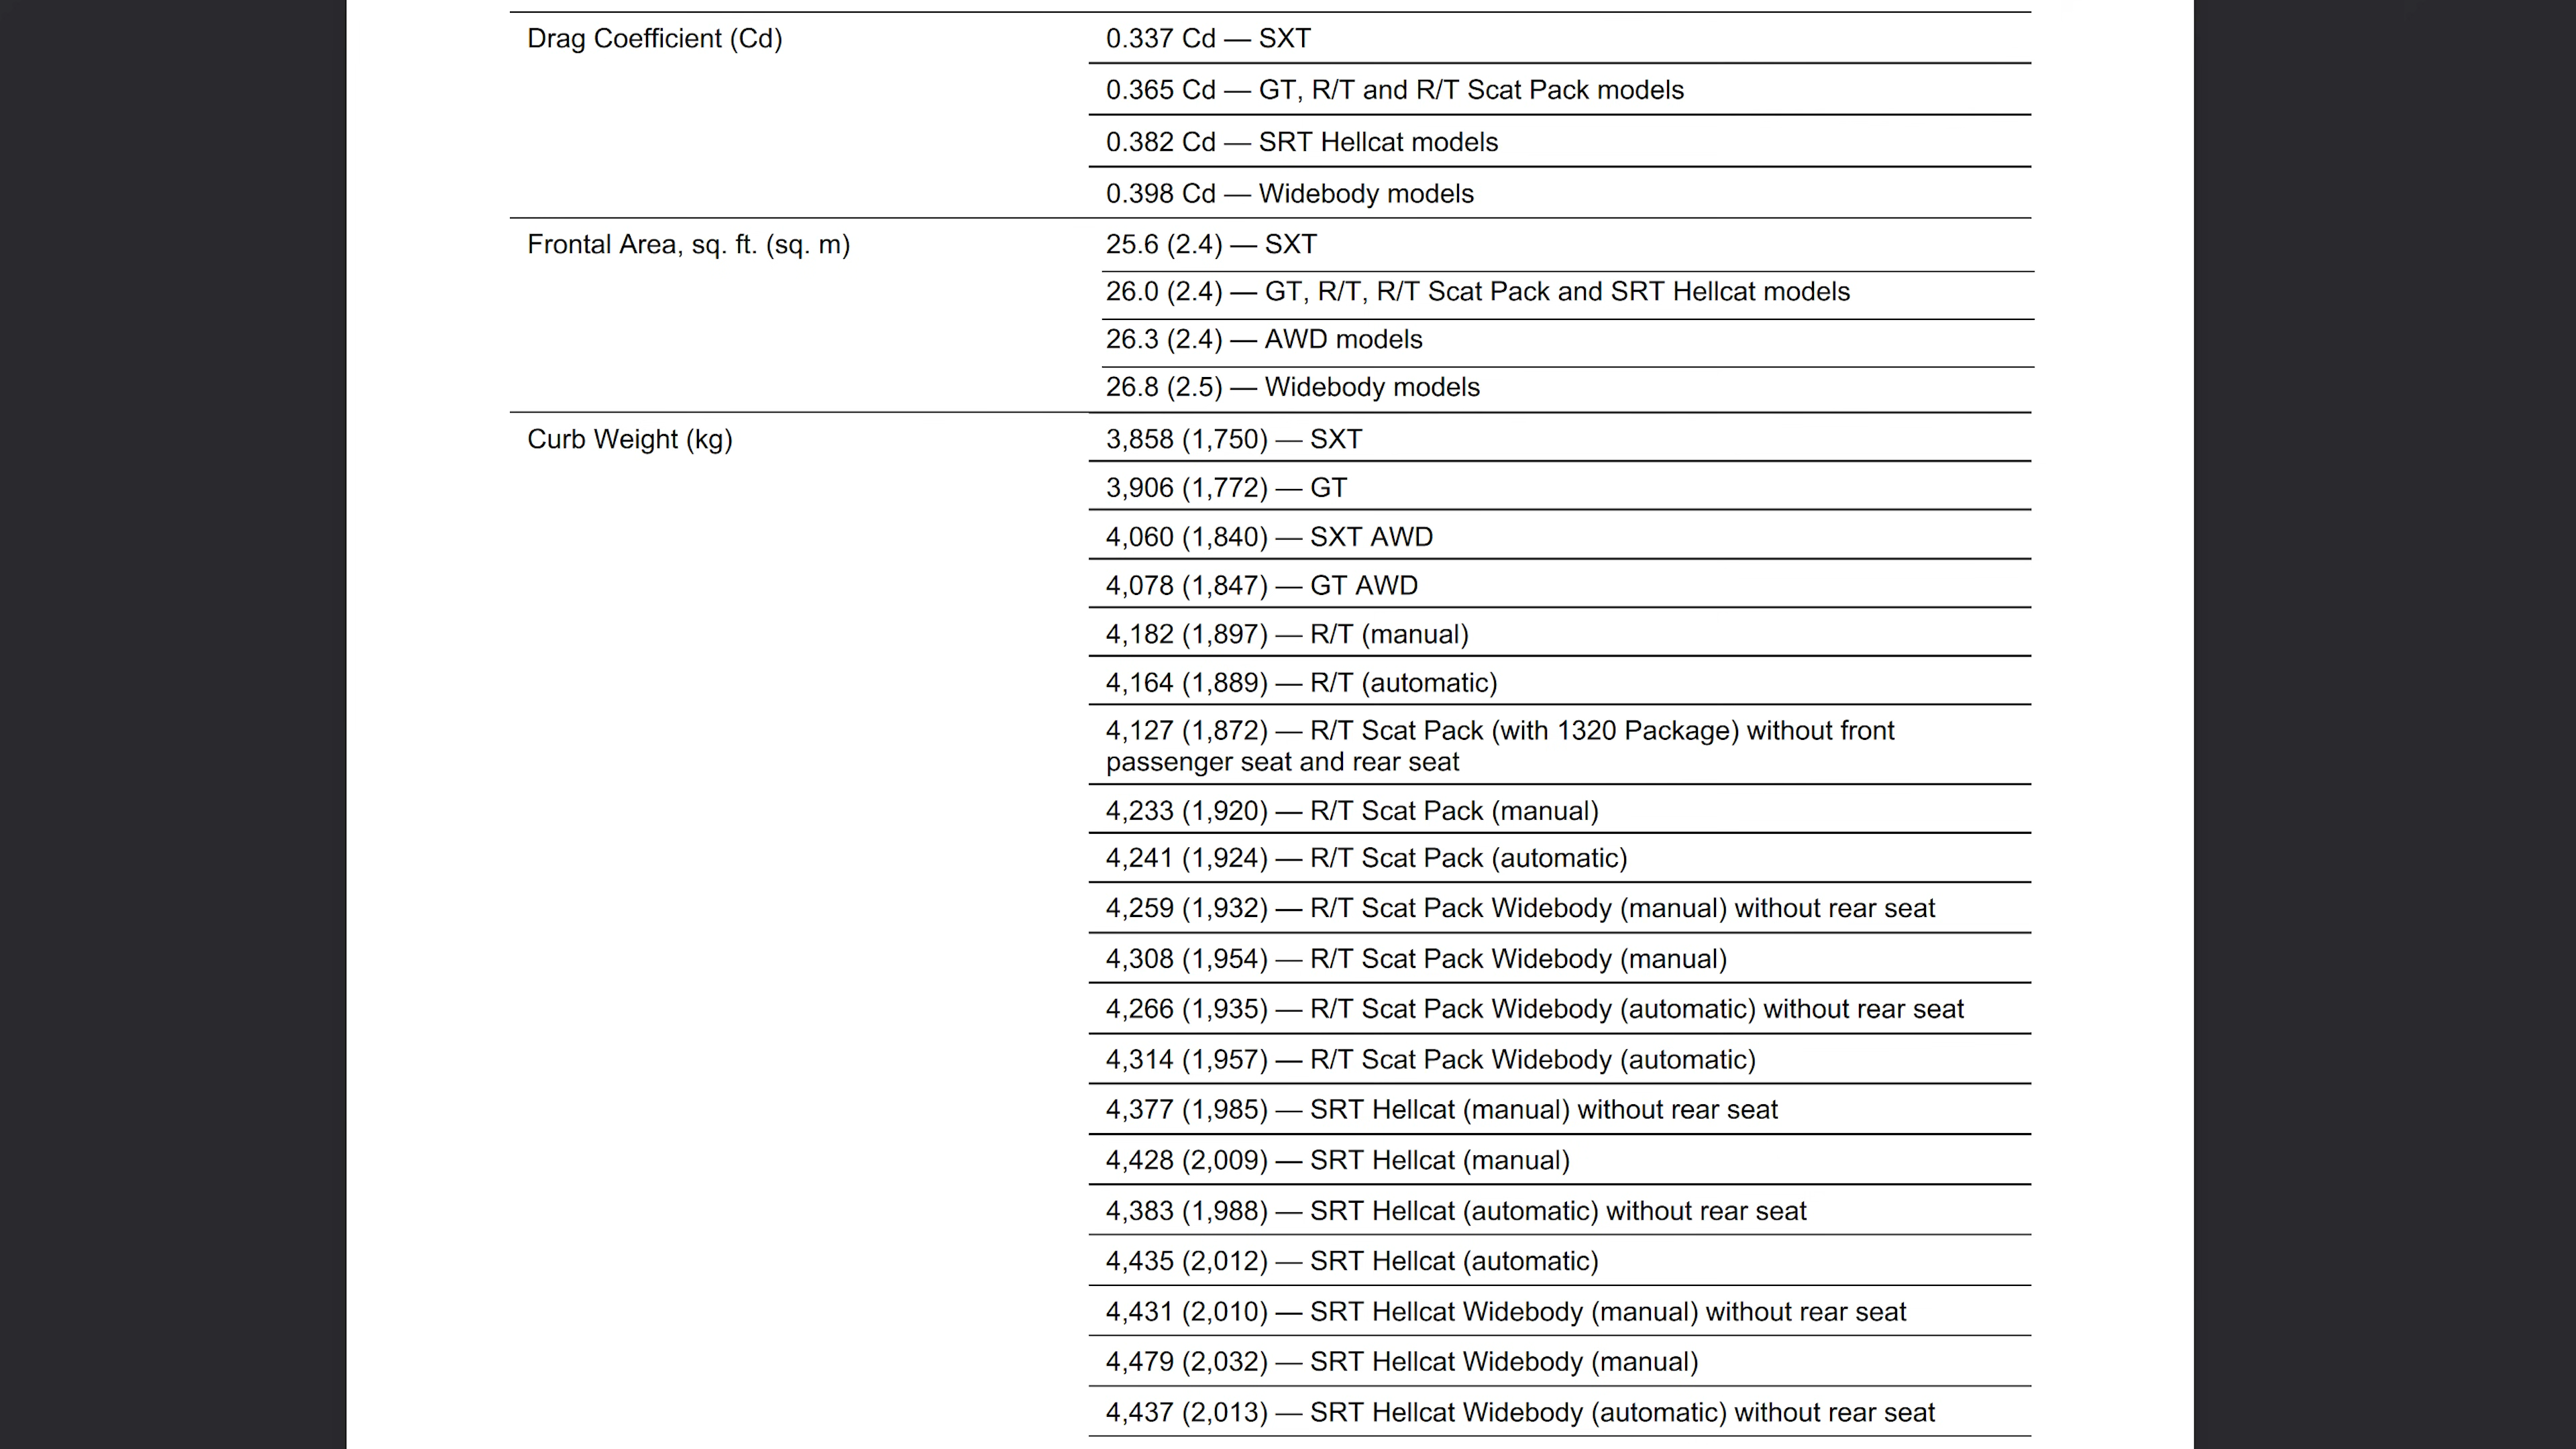 Drag Coefficient (Cd)
0.337 Cd — SXT
0.365 Cd — GT, R/T and R/T Scat Pack models
0.382 Cd — SRT Hellcat models
0.398 Cd — Widebody models
Frontal Area, sq. ft. (sq. m)
25.6 (2.4) — SXT
26.0 (2.4) — GT, R/T, R/T Scat Pack and SRT Hellcat models
26.3 (2.4) — AWD models
26.8 (2.5) — Widebody models
Curb Weight (kg)
3,858 (1,750) — SXT
3,906 (1,772) — GT
4,060 (1,840) — SXT AWD
4,078 (1,847) — GT AWD
4,182 (1,897) — R/T (manual)
4,164 (1,889) — R/T (automatic)
4,127 (1,872) — R/T Scat Pack (with 1320 Package) without front
passenger seat and rear seat
4,233 (1,920) — R/T Scat Pack (manual)
4,241 (1,924) — R/T Scat Pack (automatic)
4,259 (1,932) — R/T Scat Pack Widebody (manual) without rear seat
4,308 (1,954) — R/T Scat Pack Widebody (manual)
4,266 (1,935) — R/T Scat Pack Widebody (automatic) without rear seat
4,314 (1,957) — R/T Scat Pack Widebody (automatic)
4,377 (1,985) — SRT Hellcat (manual) without rear seat
4,428 (2,009) — SRT Hellcat (manual)
4,383 (1,988) — SRT Hellcat (automatic) without rear seat
4,435 (2,012) — SRT Hellcat (automatic)
4,431 (2,010) — SRT Hellcat Widebody (manual) without rear seat
4,479 (2,032) — SRT Hellcat Widebody (manual)
4,437 (2,013) — SRT Hellcat Widebody (automatic) without rear seat